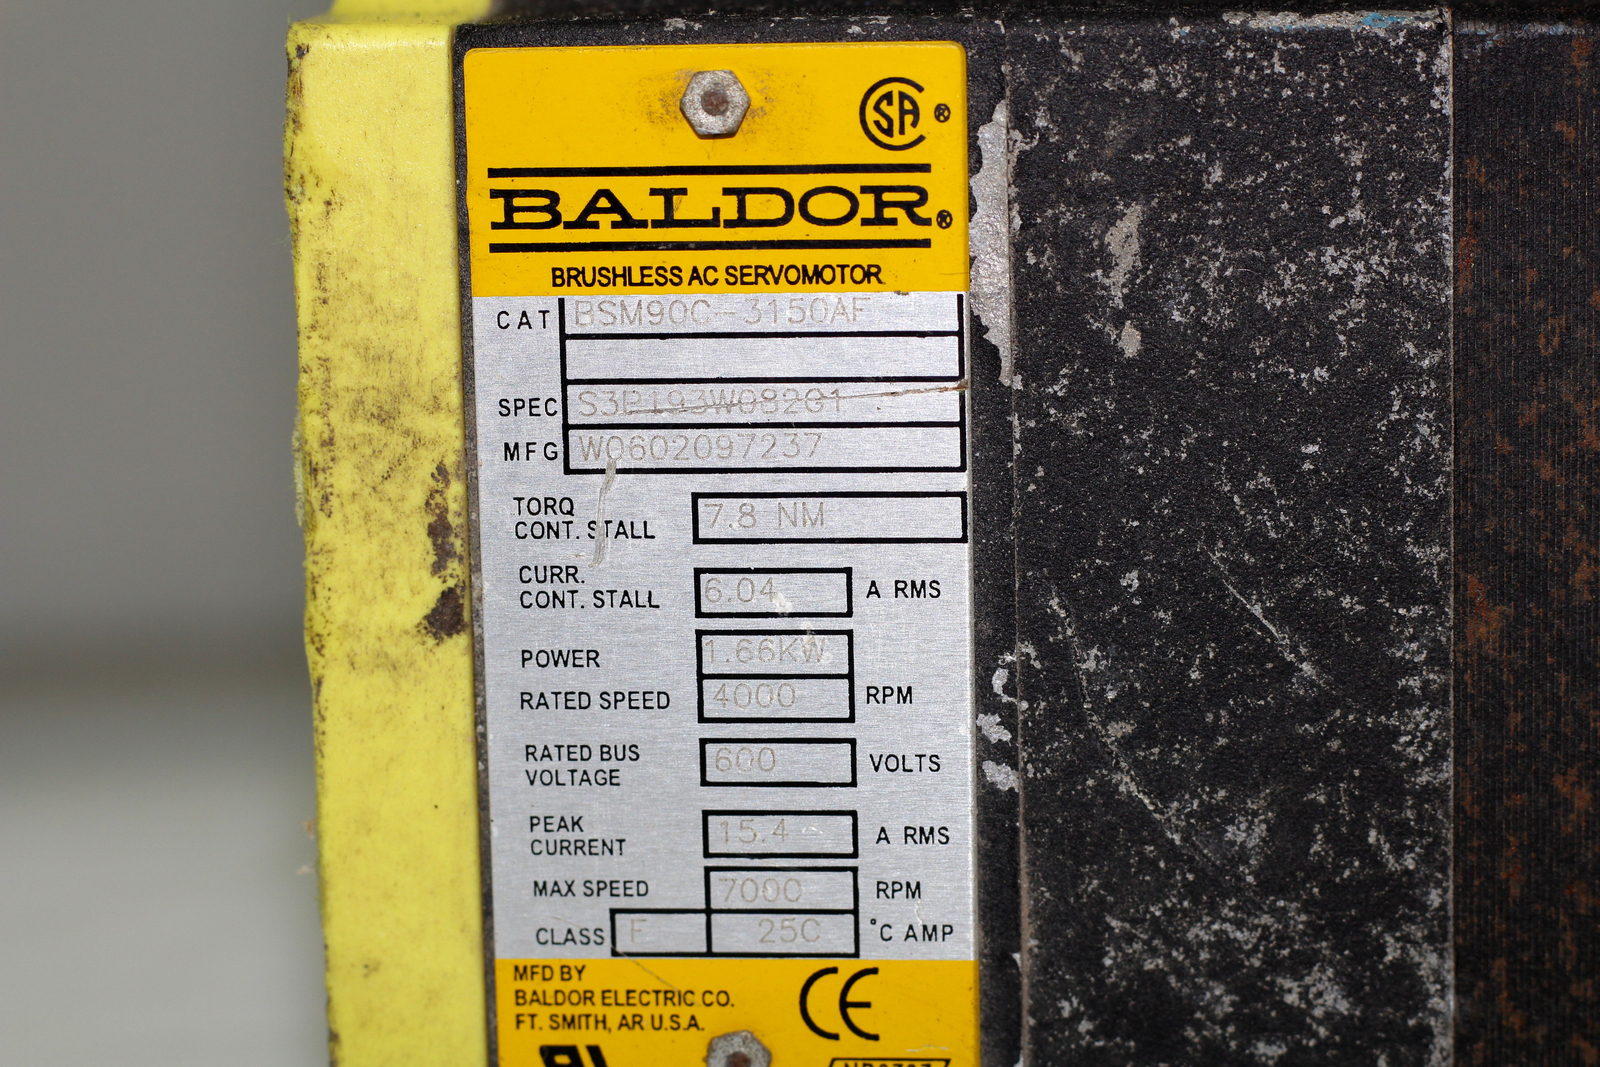 CSA ®
BALDOR®
BRUSHLESS AC SERVOMOTOR
CAT BSM90C-3150AF
SPEC S3P193W082G1
MFG W0602097237
TORQ
CONT. STALL 7.8 NM
CURR.
CONT. STALL 6.04 A RMS
POWER 1.66KW
RATED SPEED 4000 RPM
RATED BUS
VOLTAGE 600 VOLTS
PEAK
CURRENT 15.4 A RMS
MAX SPEED 7000 RPM
CLASS F 25C °C AMP
MFD BY
BALDOR ELECTRIC CO.
FT. SMITH, AR U.S.A.
CE